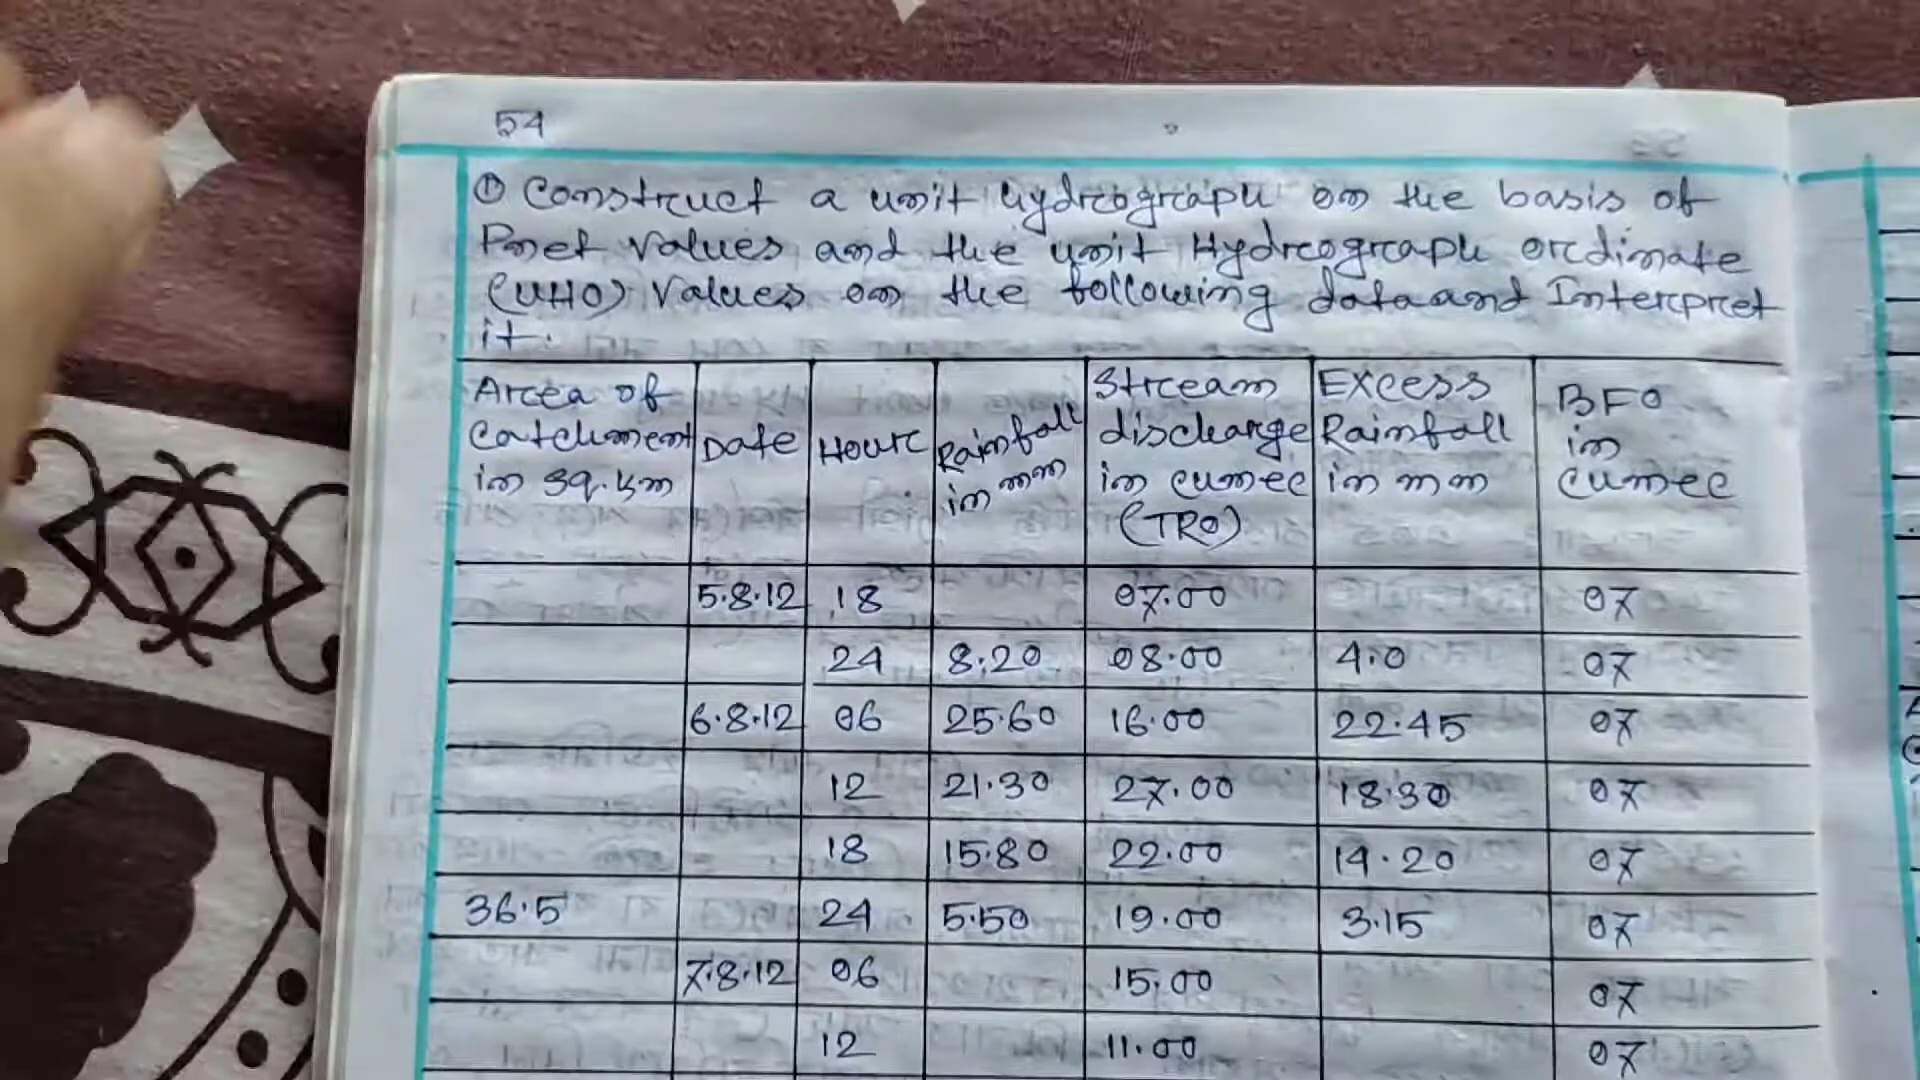 54
① Construct a unit hydrograph on the basis of
Pnet values and the unit Hydrograph ordinate
(UHO) Values on the following data and Interpret
it.
Area of Catchment in sq.km | Date | Hour | Rainfall in mm | Stream discharge in cumec (TRO) | Excess Rainfall in mm | BFO in cumec
5.8.12 | 18 | 07.00 | 07
24 | 8.20 | 08.00 | 4.0 | 07
6.8.12 | 06 | 25.60 | 16.00 | 22.45 | 07
12 | 21.30 | 27.00 | 18.30 | 07
18 | 15.80 | 22.00 | 14.20 | 07
36.5 | 24 | 5.50 | 19.00 | 3.15 | 07
7.8.12 | 06 | 15.00 | 07
12 | 11.00 | 07